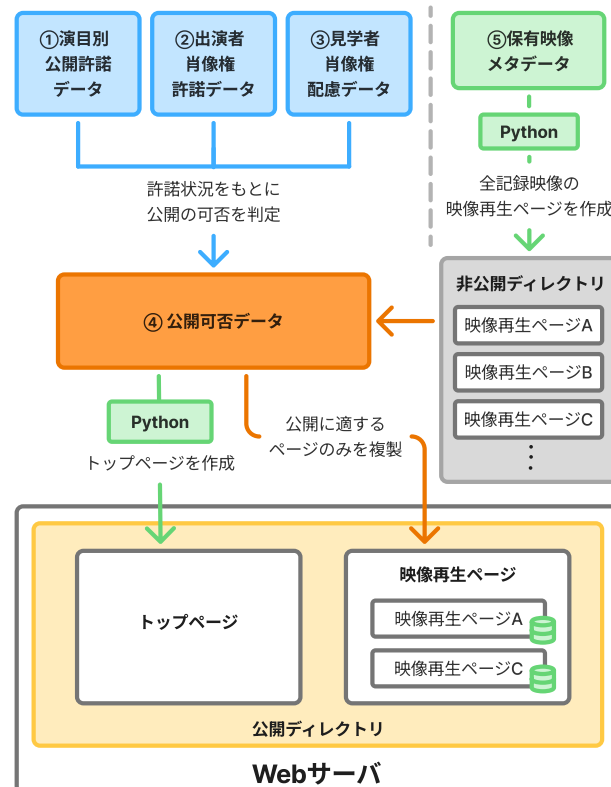 ①演目別
公開許諾
データ
②出演者
肖像権
許諾データ
③見学者
肖像権
配慮データ
⑤保有映像
メタデータ
Python
許諾状況をもとに
公開の可否を判定
全記録映像の
映像再生ページを作成
非公開ディレクトリ
映像再生ページA
映像再生ページB
映像再生ページC
⋮
④ 公開可否データ
Python
トップページを作成
公開に適する
ページのみを複製
トップページ
映像再生ページ
映像再生ページA
映像再生ページC
公開ディレクトリ
Webサーバ